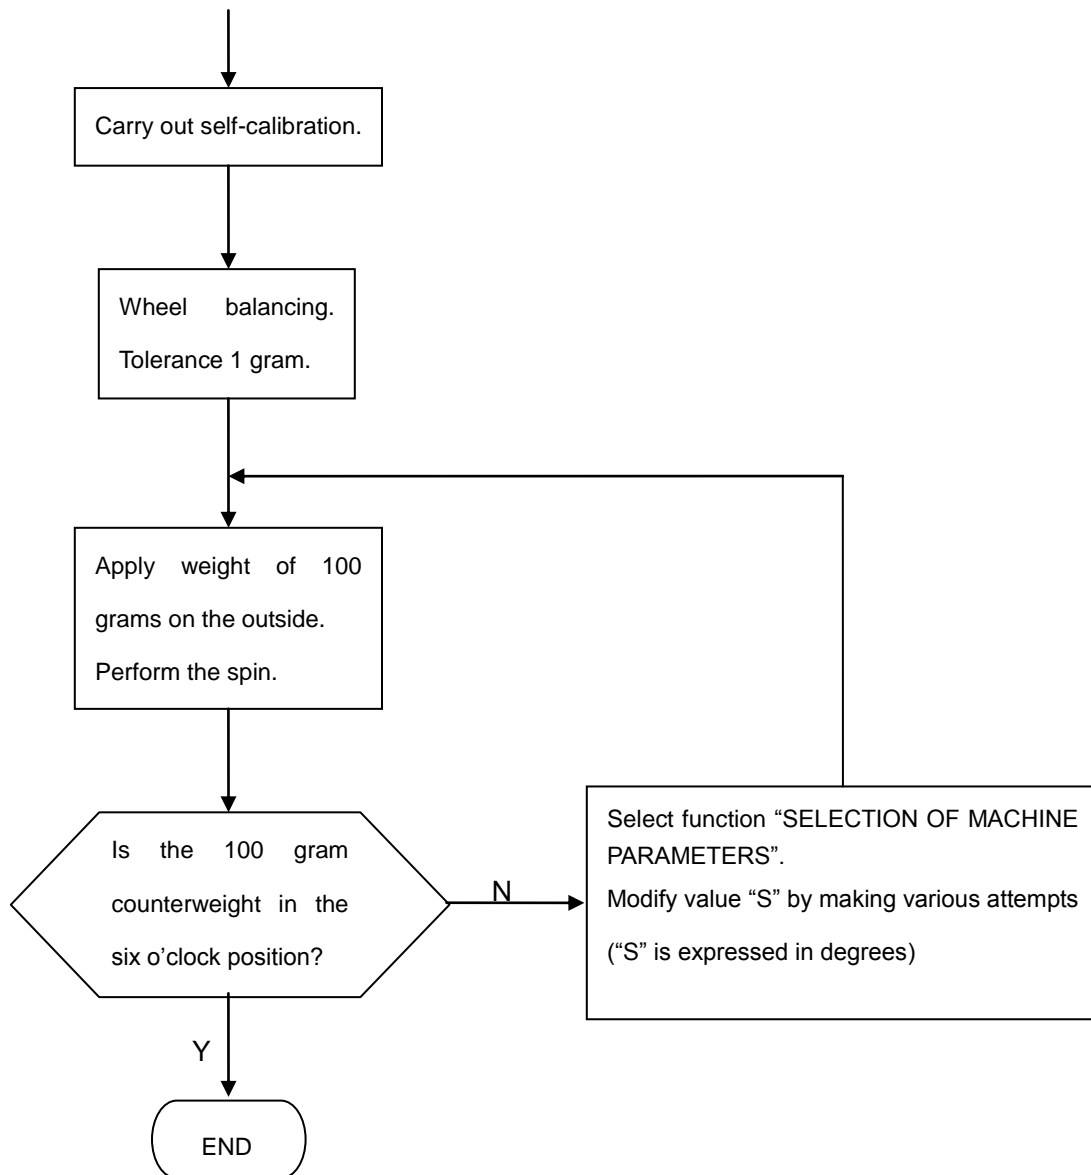 Carry out self-calibration.
Wheel balancing.
Tolerance 1 gram.
Apply weight of 100
grams on the outside.
Perform the spin.
Is the 100 gram
counterweight in the
six o’clock position?
N
Select function “SELECTION OF MACHINE
PARAMETERS”.
Modify value “S” by making various attempts
(“S” is expressed in degrees)
Y
END